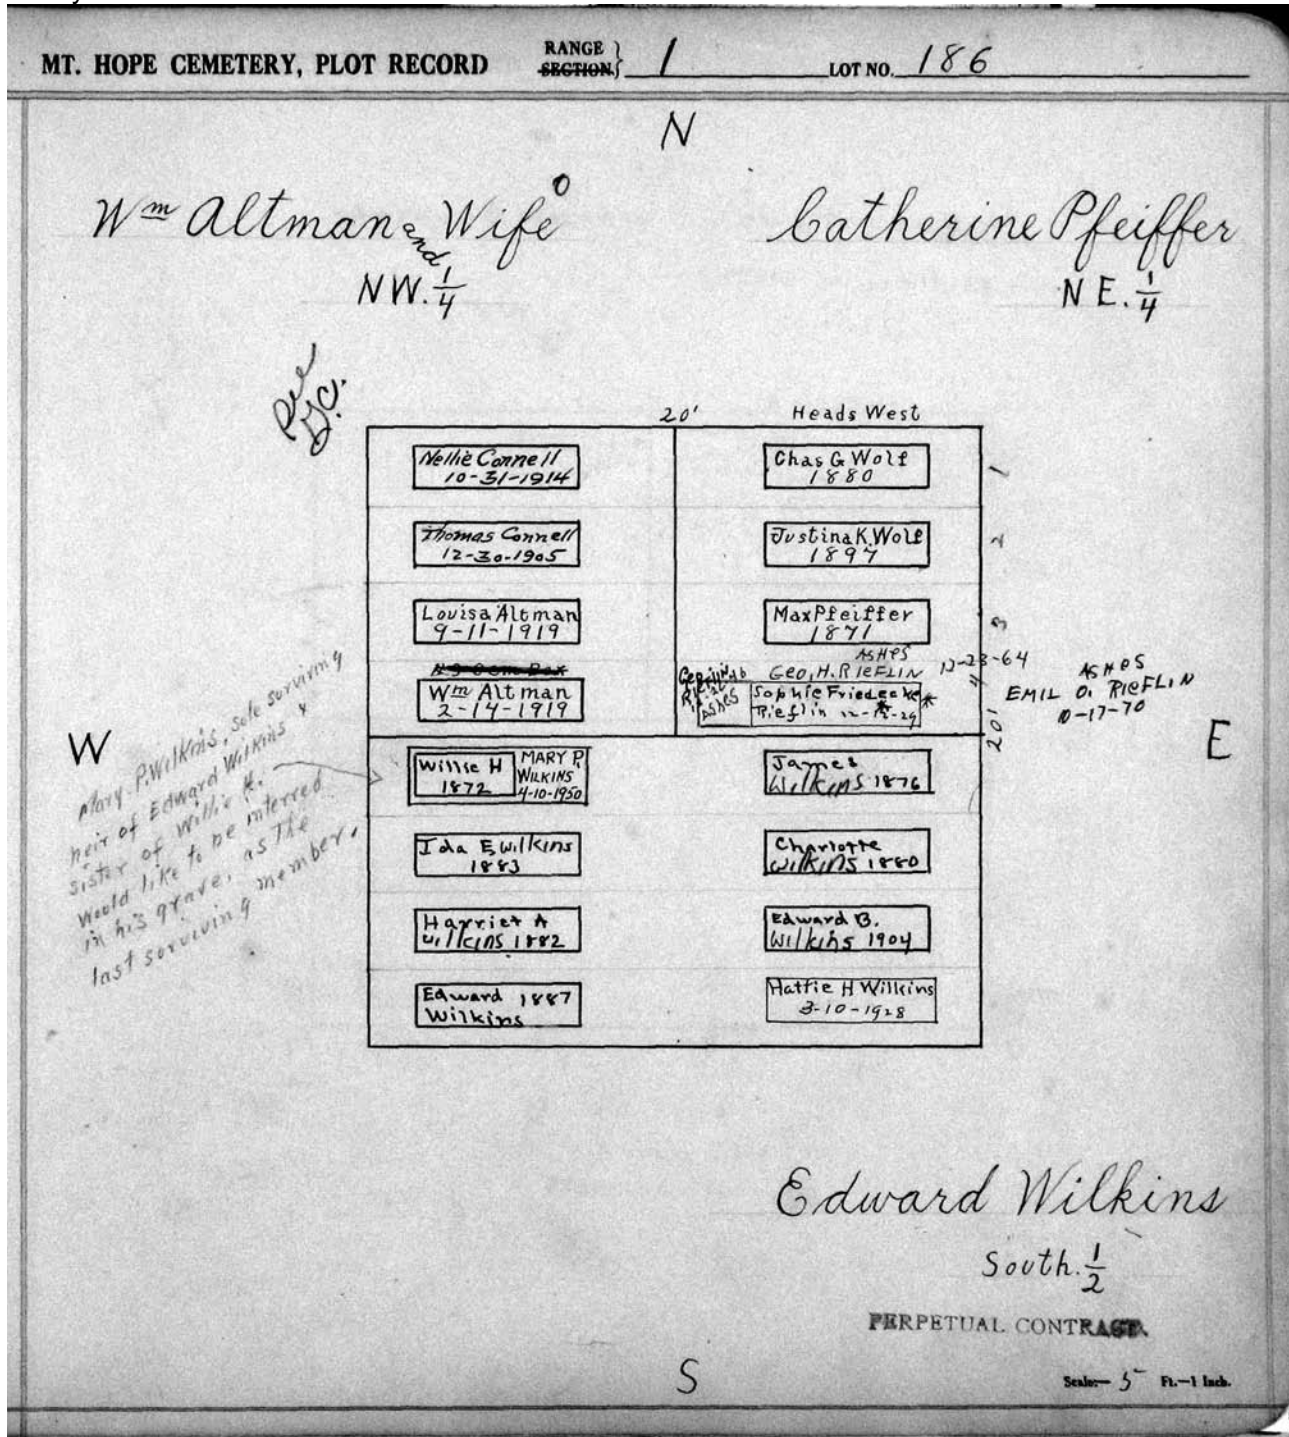 MT. HOPE CEMETERY, PLOT RECORD RANGE SECTION} 1 LOT NO. 186
N
Wm Altman and Wife
NW. 1/4
Catherine Pfeiffer
N E. 1/4
Per
20' Heads West
Nellie Connell
10-31-1914
Chas G Wolf
1880
1
Thomas Connell
12-30-1905
Justina K. Wolf
1897
2
Louisa Altman
9-11-1919
Max Pfeiffer
1871
3
Wm Altman
2-14-1919
ASHES
GEO, H. RIEFLIN 12-23-64
4
ASHES
Sophie
Rieflin
ASHES
EMIL O. RIEFLIN
10-17-70
20'
W
E
Mary P. Wilkins, sole surviving
heir of Edward Wilkins &
sister of Willie H.
would like to be interred
in his grave, as the
last surviving member.
Willie H
1872
MARY P.
WILKINS
4-10-1950
James
Wilkins 1876
Ida E, Wilkins
1883
Charlotte
Wilkins 1880
Harriet A
Wilkins 1882
Edward B.
Wilkins 1904
Edward 1887
Wilkins
Hattie H Wilkins
3-10-1928
Edward Wilkins
South. 1/2
PERPETUAL CONTRACT.
S
Scale:— 5 Ft.—1 Inch.